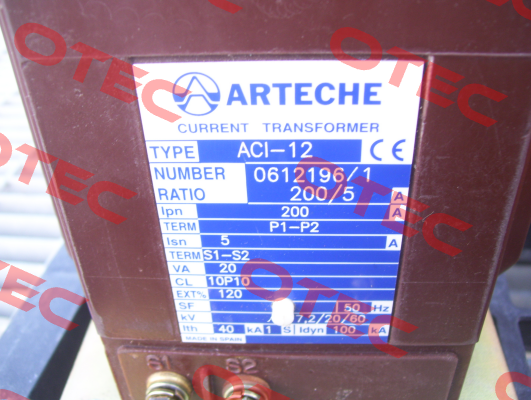 ARTECHE
CURRENT TRANSFORMER
TYPE ACI-12 CE
NUMBER 0612196/1
RATIO 200/5 A
Ipn 200 A
TERM P1-P2
Isn 5 A
TERM S1-S2
VA 20
CL 10P10
EXT% 120
SF 50 Hz
kV 7,2/20/60
Ith 40 kA 1 S Idyn 100 kA
MADE IN SPAIN
S1 S2
OTEC
OTEC
OTEC
OTEC
OTEC
OTEC